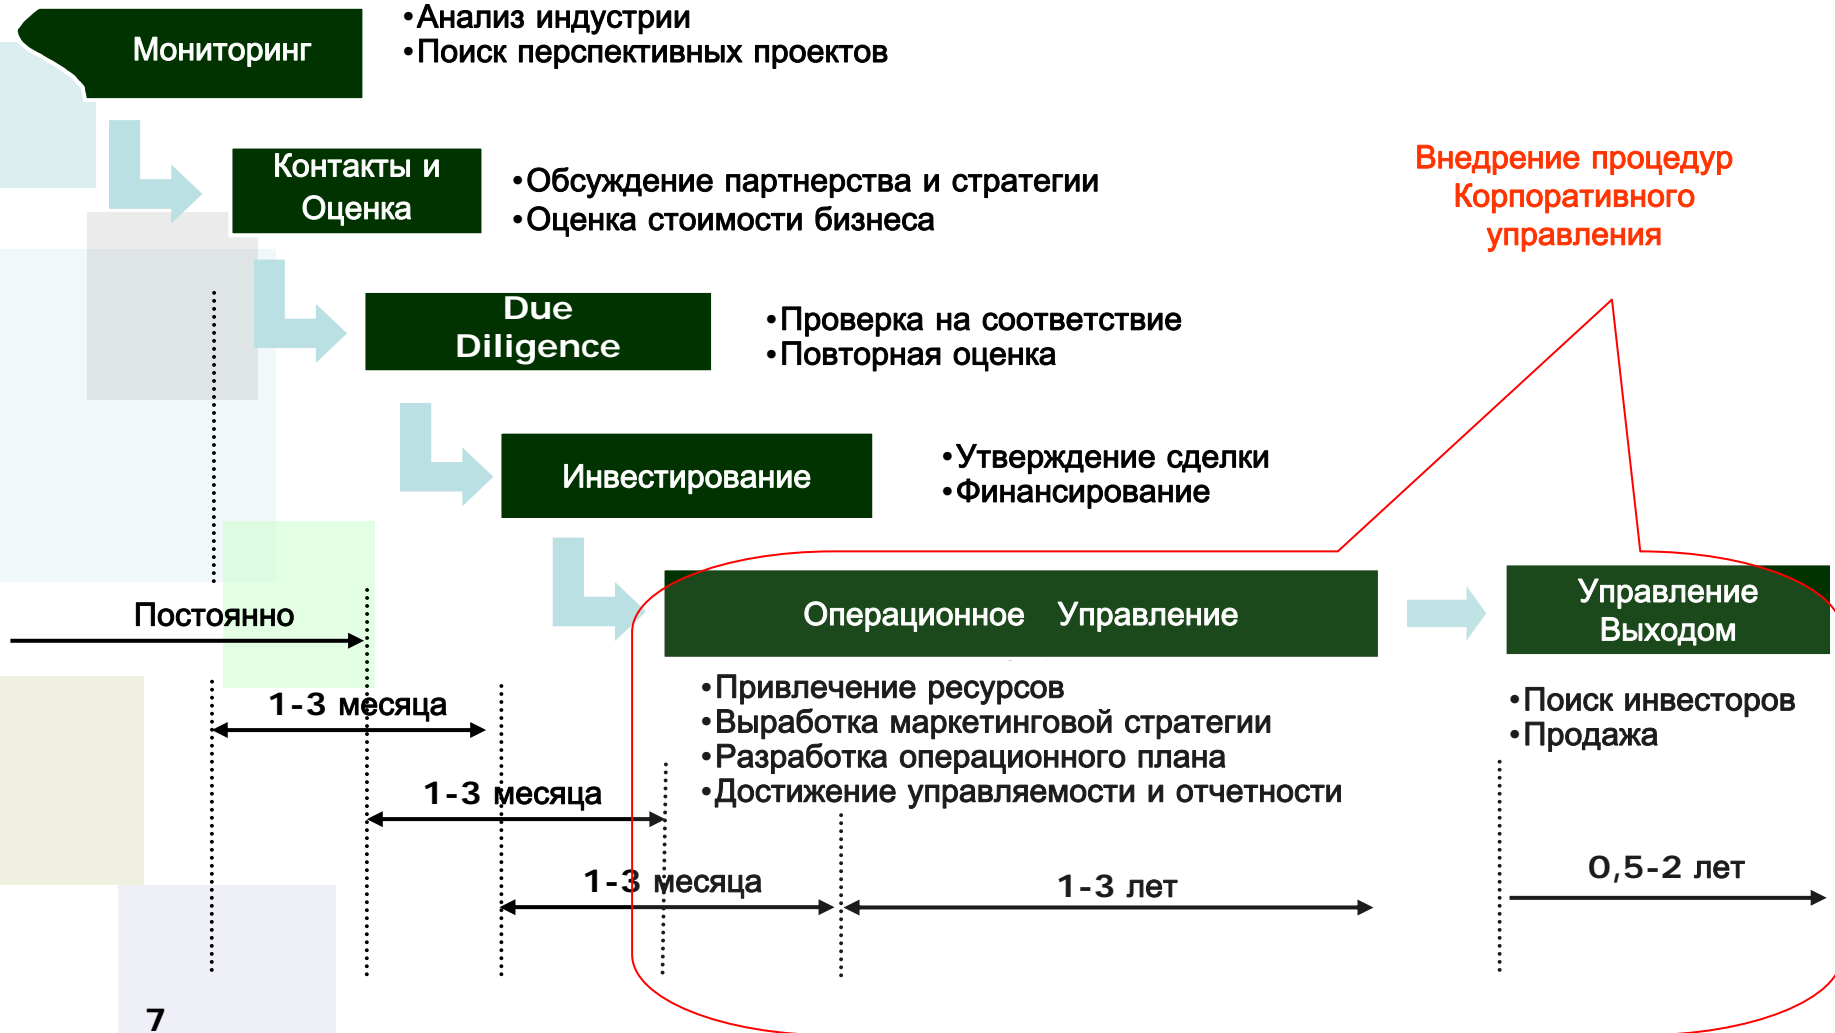 •Анализ индустрии
•Поиск перспективных проектов
Мониторинг
Контакты и
Оценка
•Обсуждение партнерства и стратегии
•Оценка стоимости бизнеса
Внедрение процедур
Корпоративного
управления
Due
Diligence
•Проверка на соответствие
•Повторная оценка
Инвестирование
•Утверждение сделки
•Финансирование
Операционное Управление
Управление
Выходом
•Привлечение ресурсов
•Выработка маркетинговой стратегии
•Разработка операционного плана
•Достижение управляемости и отчетности
•Поиск инвесторов
•Продажа
Постоянно
1-3 месяца
1-3 месяца
1-3 месяца
1-3 лет
0,5-2 лет
7